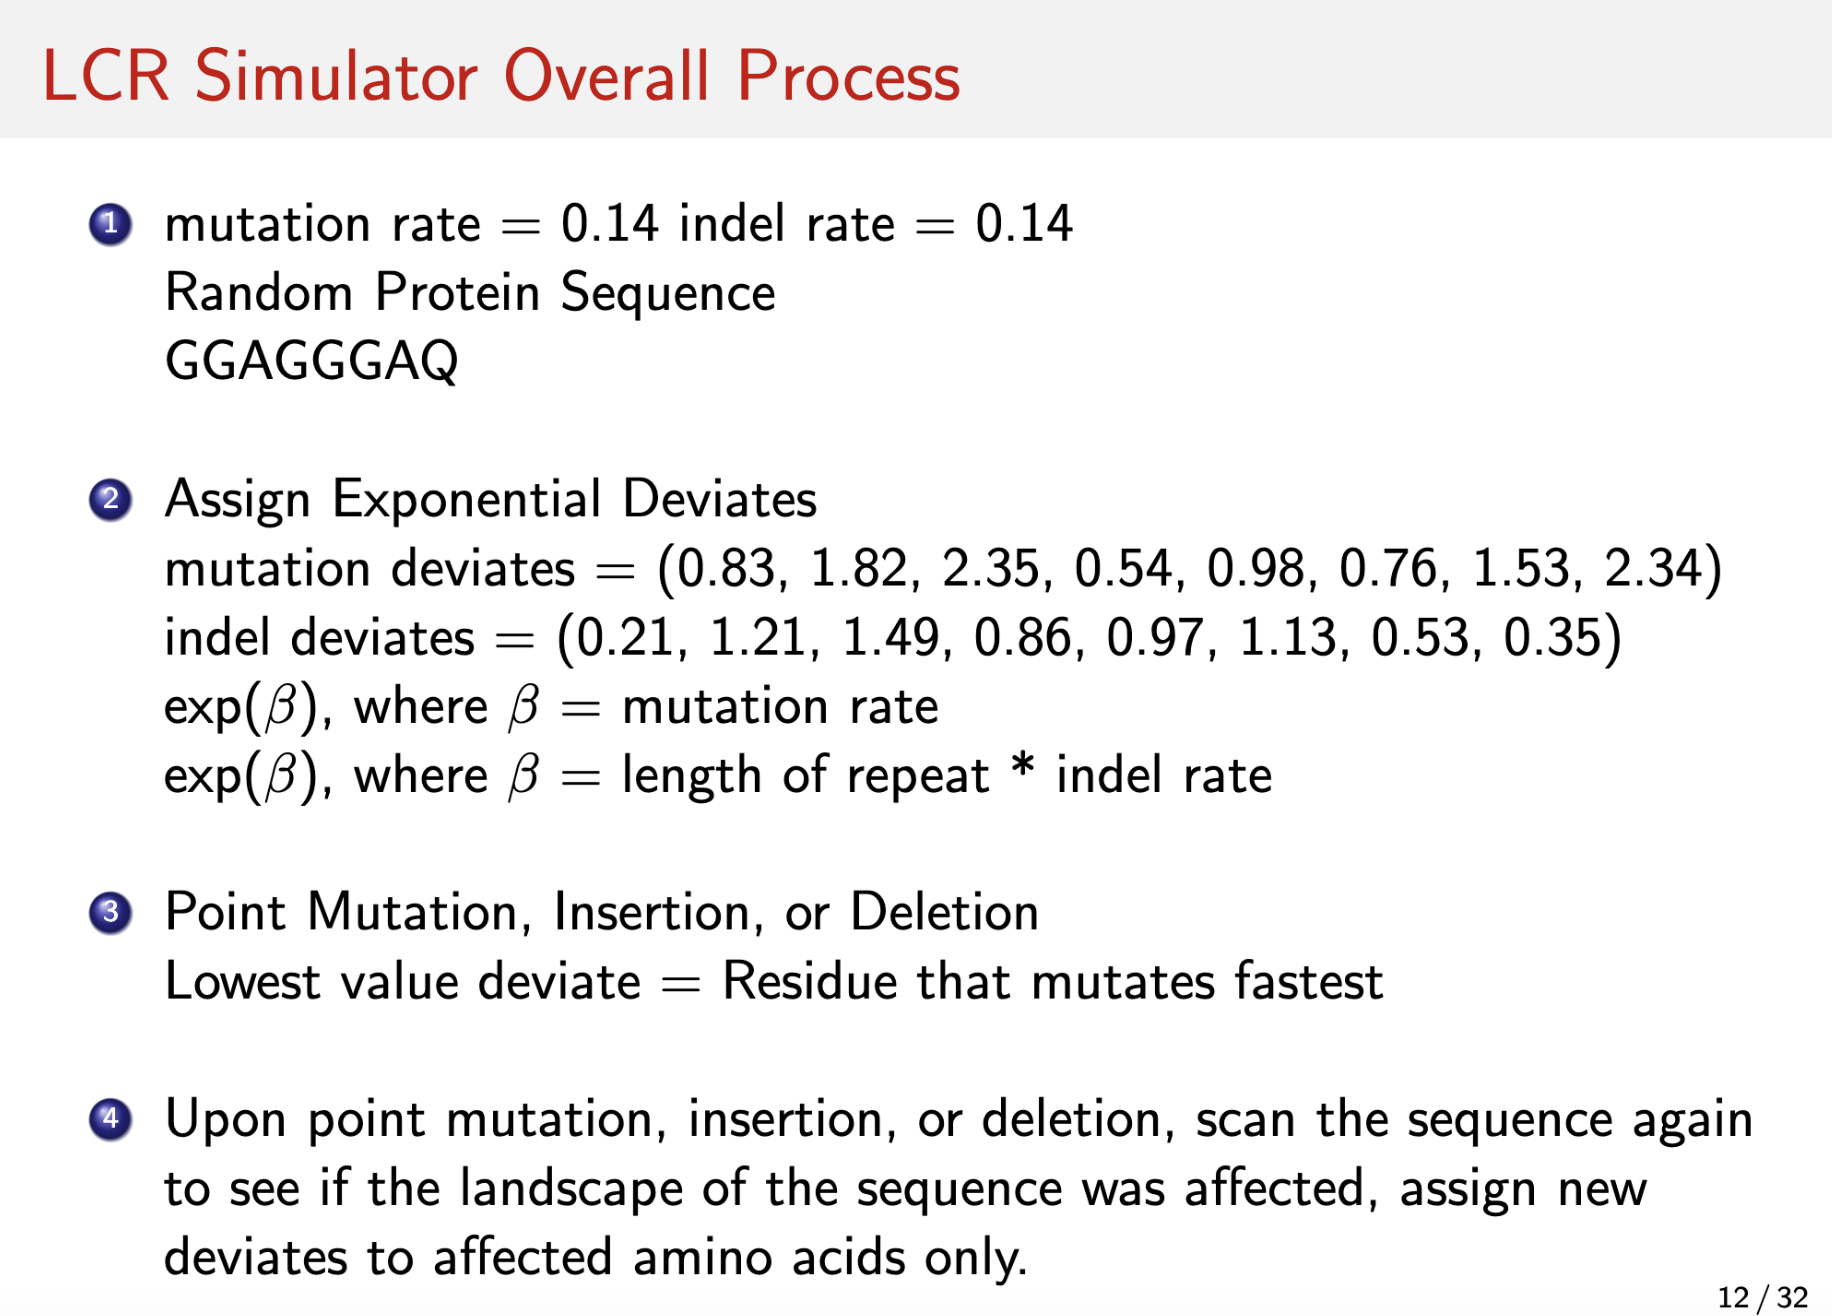 LCR Simulator Overall Process
1 mutation rate = 0.14 indel rate = 0.14
Random Protein Sequence
GGAGGGAQ
2 Assign Exponential Deviates
mutation deviates = (0.83, 1.82, 2.35, 0.54, 0.98, 0.76, 1.53, 2.34)
indel deviates = (0.21, 1.21, 1.49, 0.86, 0.97, 1.13, 0.53, 0.35)
exp(β), where β = mutation rate
exp(β), where β = length of repeat * indel rate
3 Point Mutation, Insertion, or Deletion
Lowest value deviate = Residue that mutates fastest
4 Upon point mutation, insertion, or deletion, scan the sequence again
to see if the landscape of the sequence was affected, assign new
deviates to affected amino acids only.
12 / 32